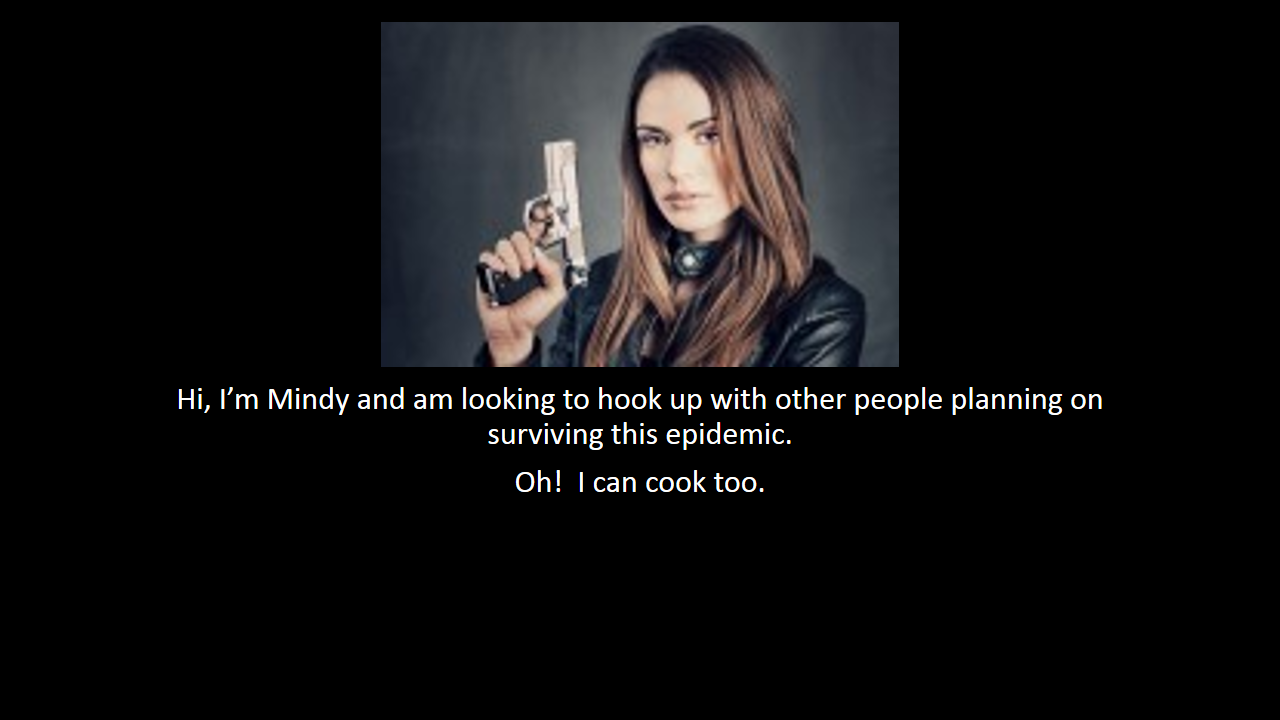 Hi, I’m Mindy and am looking to hook up with other people planning on
surviving this epidemic.
Oh!  I can cook too.